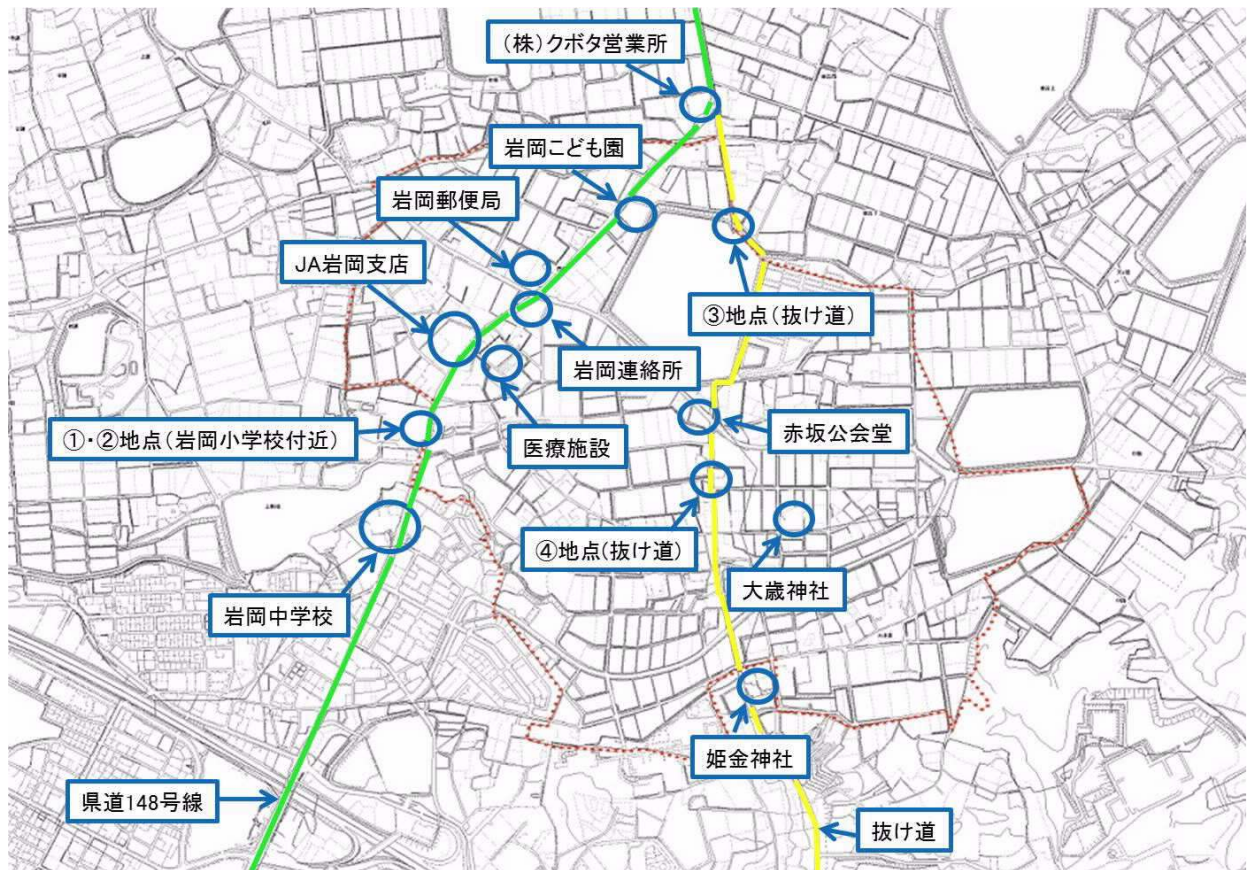 (株)クボタ営業所
岩岡こども園
岩岡郵便局
JA岩岡支店
③地点(抜け道)
岩岡連絡所
①・②地点(岩岡小学校付近)
医療施設
赤坂公会堂
④地点(抜け道)
大歳神社
岩岡中学校
姫金神社
県道148号線
抜け道